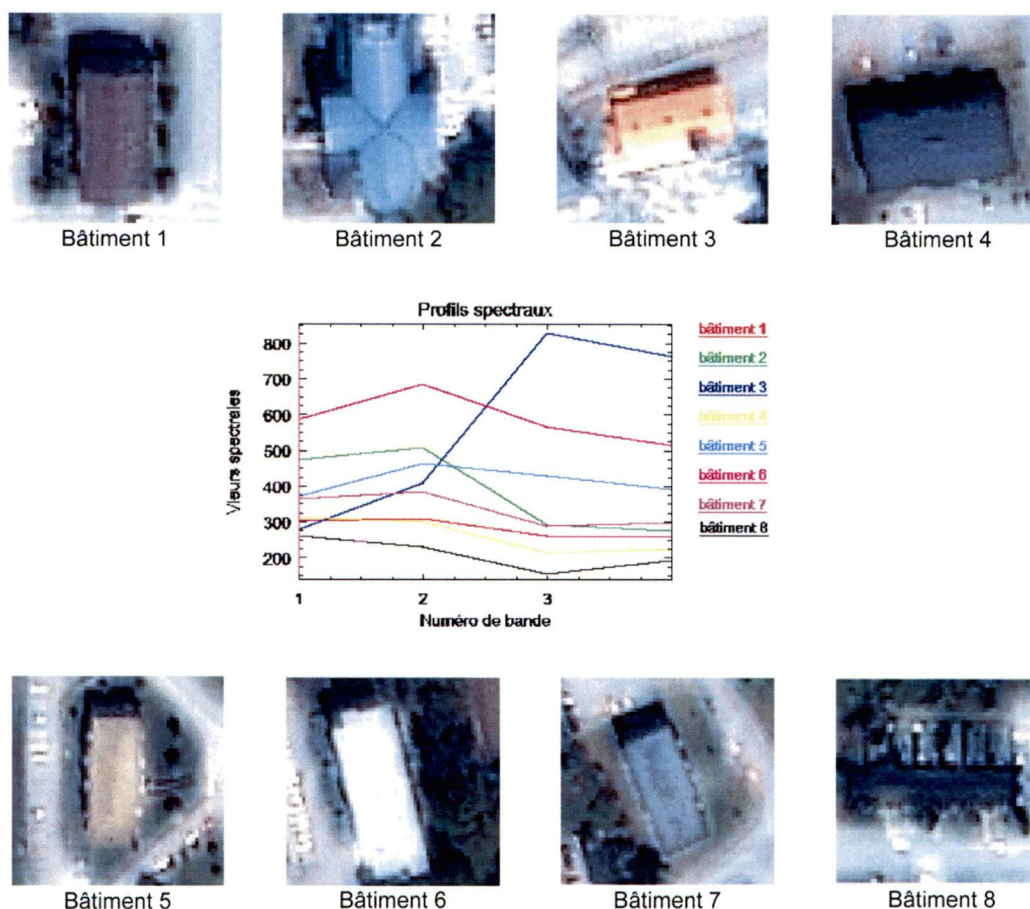 Bâtiment 1
Bâtiment 2
Bâtiment 3
Bâtiment 4
Profils spectraux
800
700
600
500
400
300
200
Vleurs spectrales
1
2
3
Numéro de bande
bâtiment 1
bâtiment 2
bâtiment 3
bâtiment 4
bâtiment 5
bâtiment 6
bâtiment 7
bâtiment 8
Bâtiment 5
Bâtiment 6
Bâtiment 7
Bâtiment 8